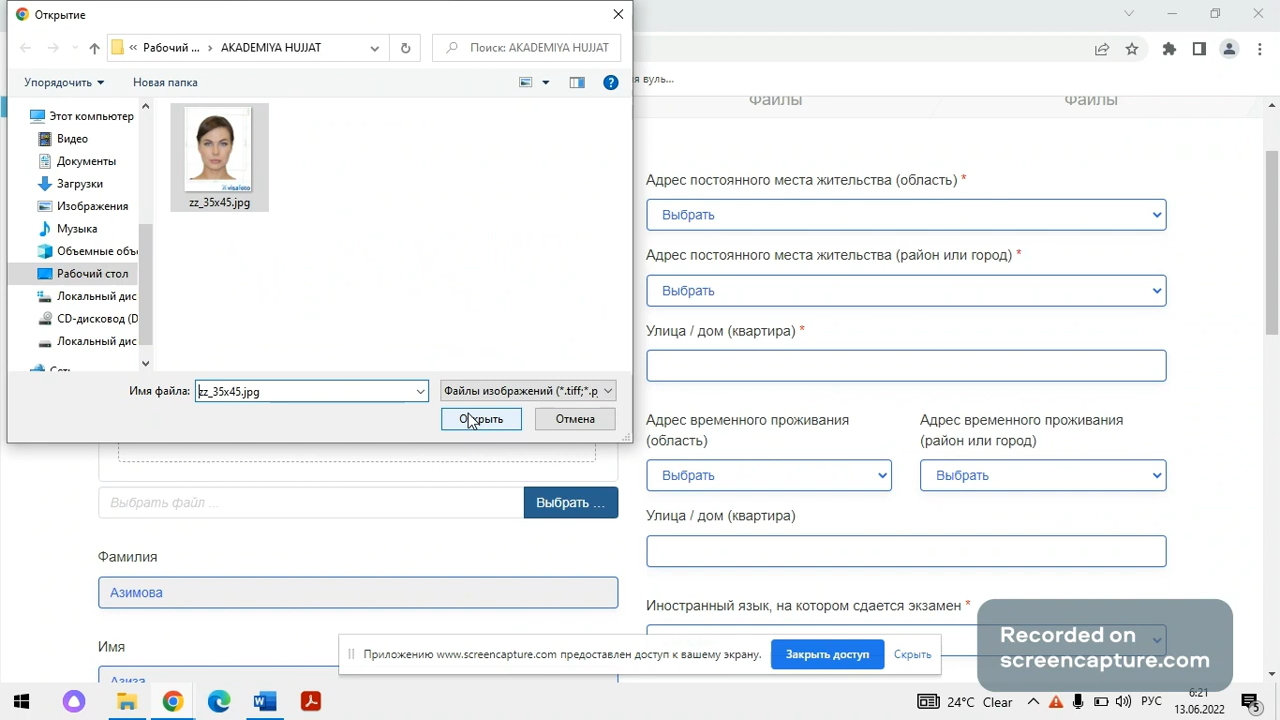 Открытие
« Рабочий ... › AKADEMIYA HUJJAT
Поиск: AKADEMIYA HUJJAT
Упорядочить
Новая папка
Этот компьютер
Видео
Документы
Загрузки
Изображения
Музыка
Объемные объ
Рабочий стол
Локальный дис
CD-дисковод (D
Локальный дис
Сеть
visafoto
zz_35x45.jpg
Имя файла:
zz_35x45.jpg
Файлы изображений (*.tiff;*.p
Открыть
Отмена
я вуль...
Файлы
Файлы
Адрес постоянного места жительства (область) *
Выбрать
Адрес постоянного места жительства (район или город) *
Выбрать
Улица / дом (квартира) *
Адрес временного проживания
(область)
Выбрать
Адрес временного проживания
(район или город)
Выбрать
Улица / дом (квартира)
Иностранный язык, на котором сдается экзамен *
Выбрать файл ...
Выбрать ...
Фамилия
Азимова
Имя
Азиза
Приложению www.screencapture.com предоставлен доступ к вашему экрану.
Закрыть доступ
Скрыть
Recorded on
screencapture.com
24°C Clear
РУС
6:21
13.06.2022
5